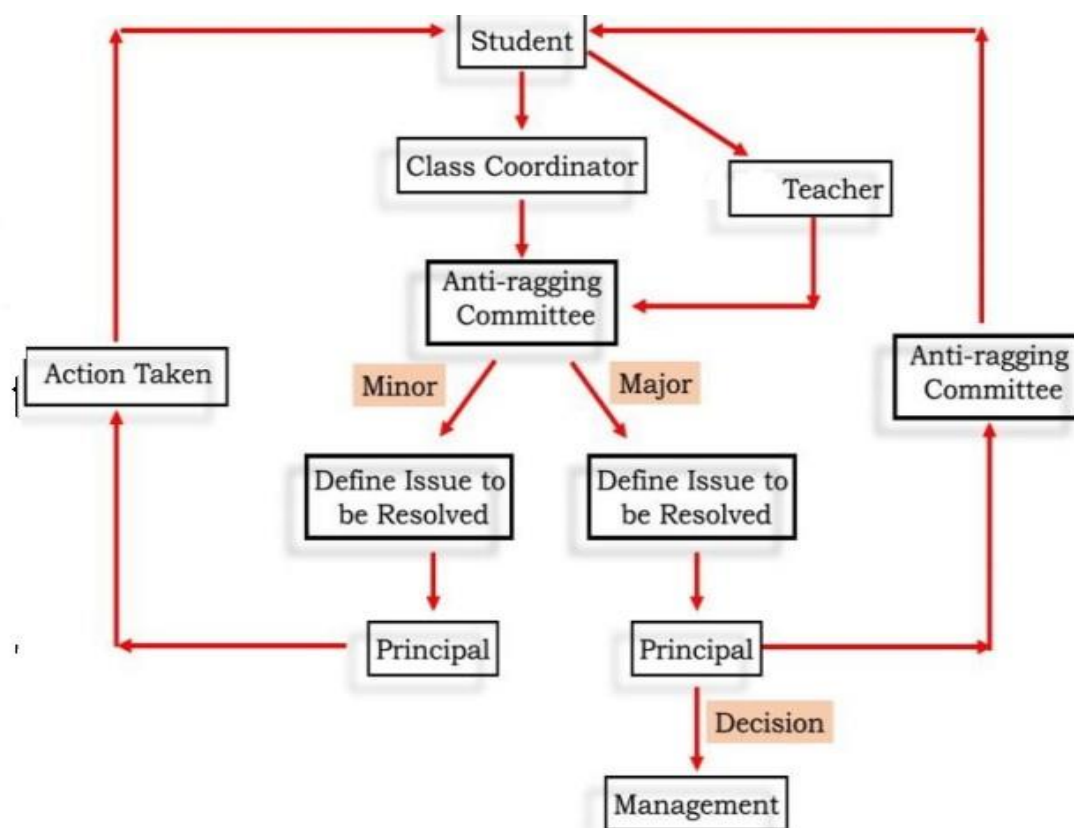 Student
Class Coordinator
Teacher
Anti-ragging
Committee
Action Taken
Anti-ragging
Committee
Minor
Major
Define Issue to
be Resolved
Define Issue to
be Resolved
Principal
Principal
Decision
Management